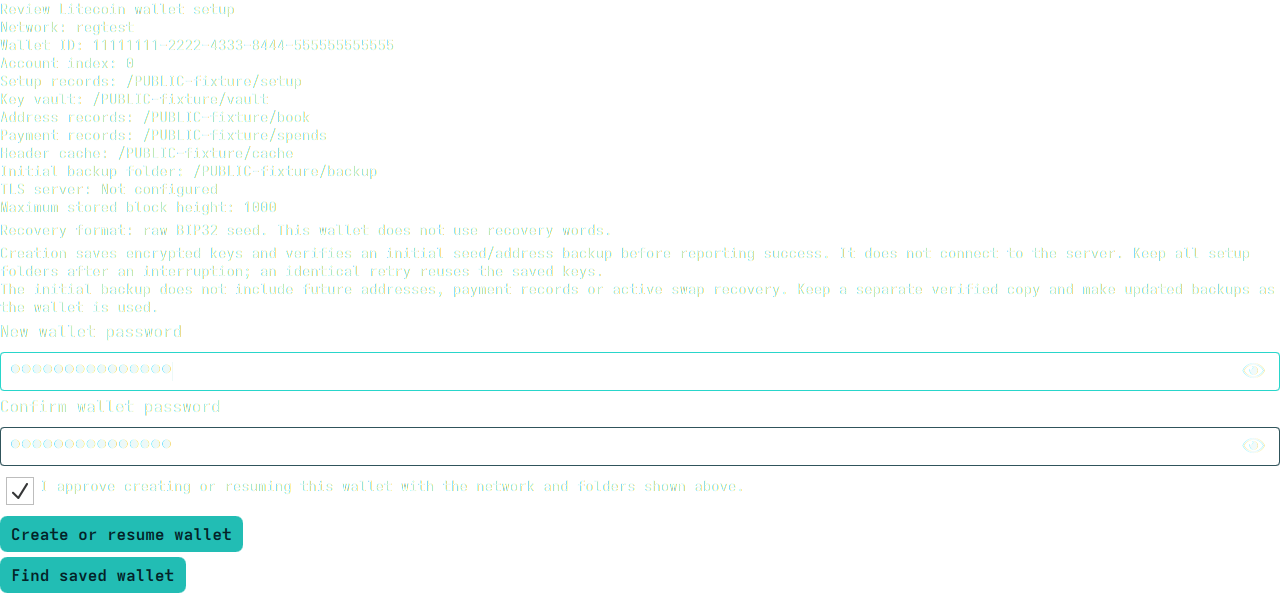 Review Litecoin wallet setup
Network: regtest
Wallet ID: 11111111-2222-4333-8444-555555555555
Account index: 0
Setup records: /PUBLIC-fixture/setup
Key vault: /PUBLIC-fixture/vault
Address records: /PUBLIC-fixture/book
Payment records: /PUBLIC-fixture/spends
Header cache: /PUBLIC-fixture/cache
Initial backup folder: /PUBLIC-fixture/backup
TLS server: Not configured
Maximum stored block height: 1000
Recovery format: raw BIP32 seed. This wallet does not use recovery words.
Creation saves encrypted keys and verifies an initial seed/address backup before reporting success. It does not connect to the server. Keep all setup
folders after an interruption; an identical retry reuses the saved keys.
The initial backup does not include future addresses, payment records or active swap recovery. Keep a separate verified copy and make updated backups as
the wallet is used.
New wallet password
Confirm wallet password
I approve creating or resuming this wallet with the network and folders shown above.
Create or resume wallet
Find saved wallet